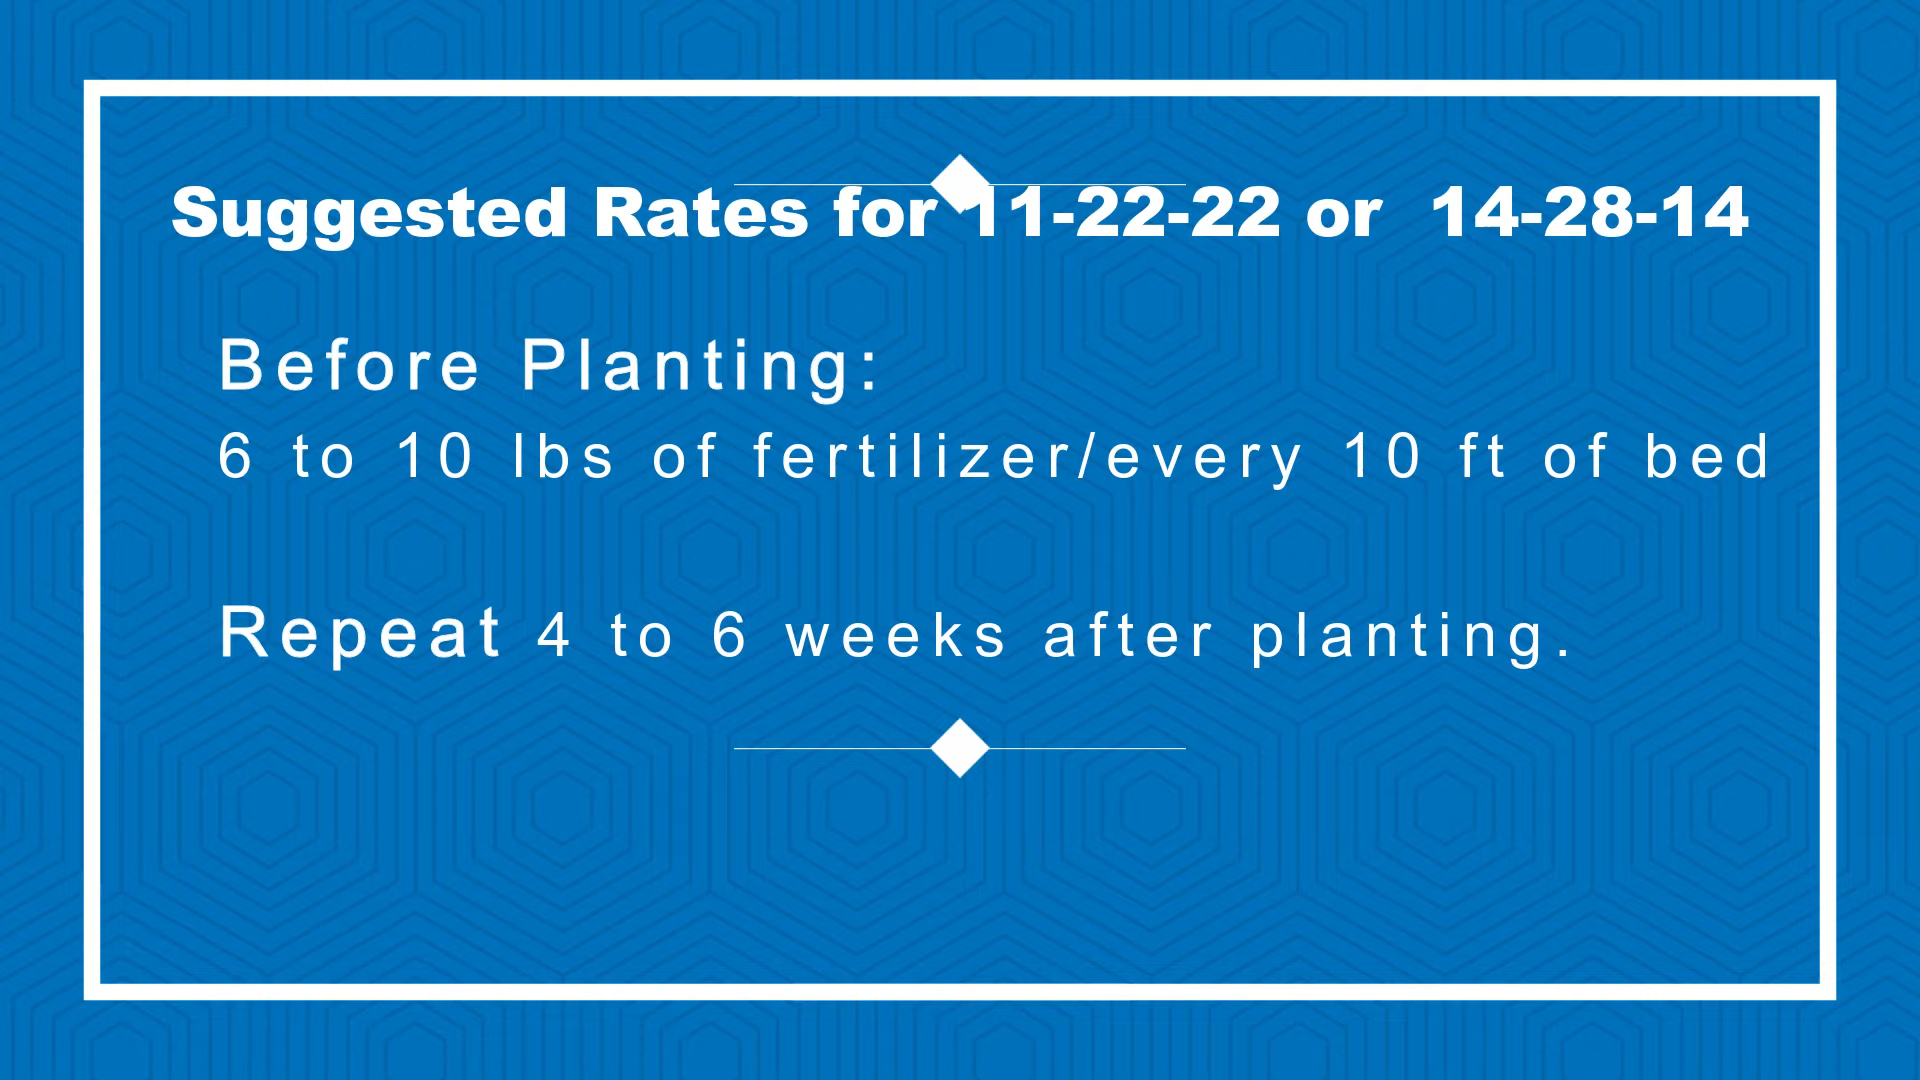 Suggested Rates for 11-22-22 or  14-28-14
Before Planting:
6 to 10 lbs of fertilizer/every 10 ft of bed
Repeat 4 to 6 weeks after planting.